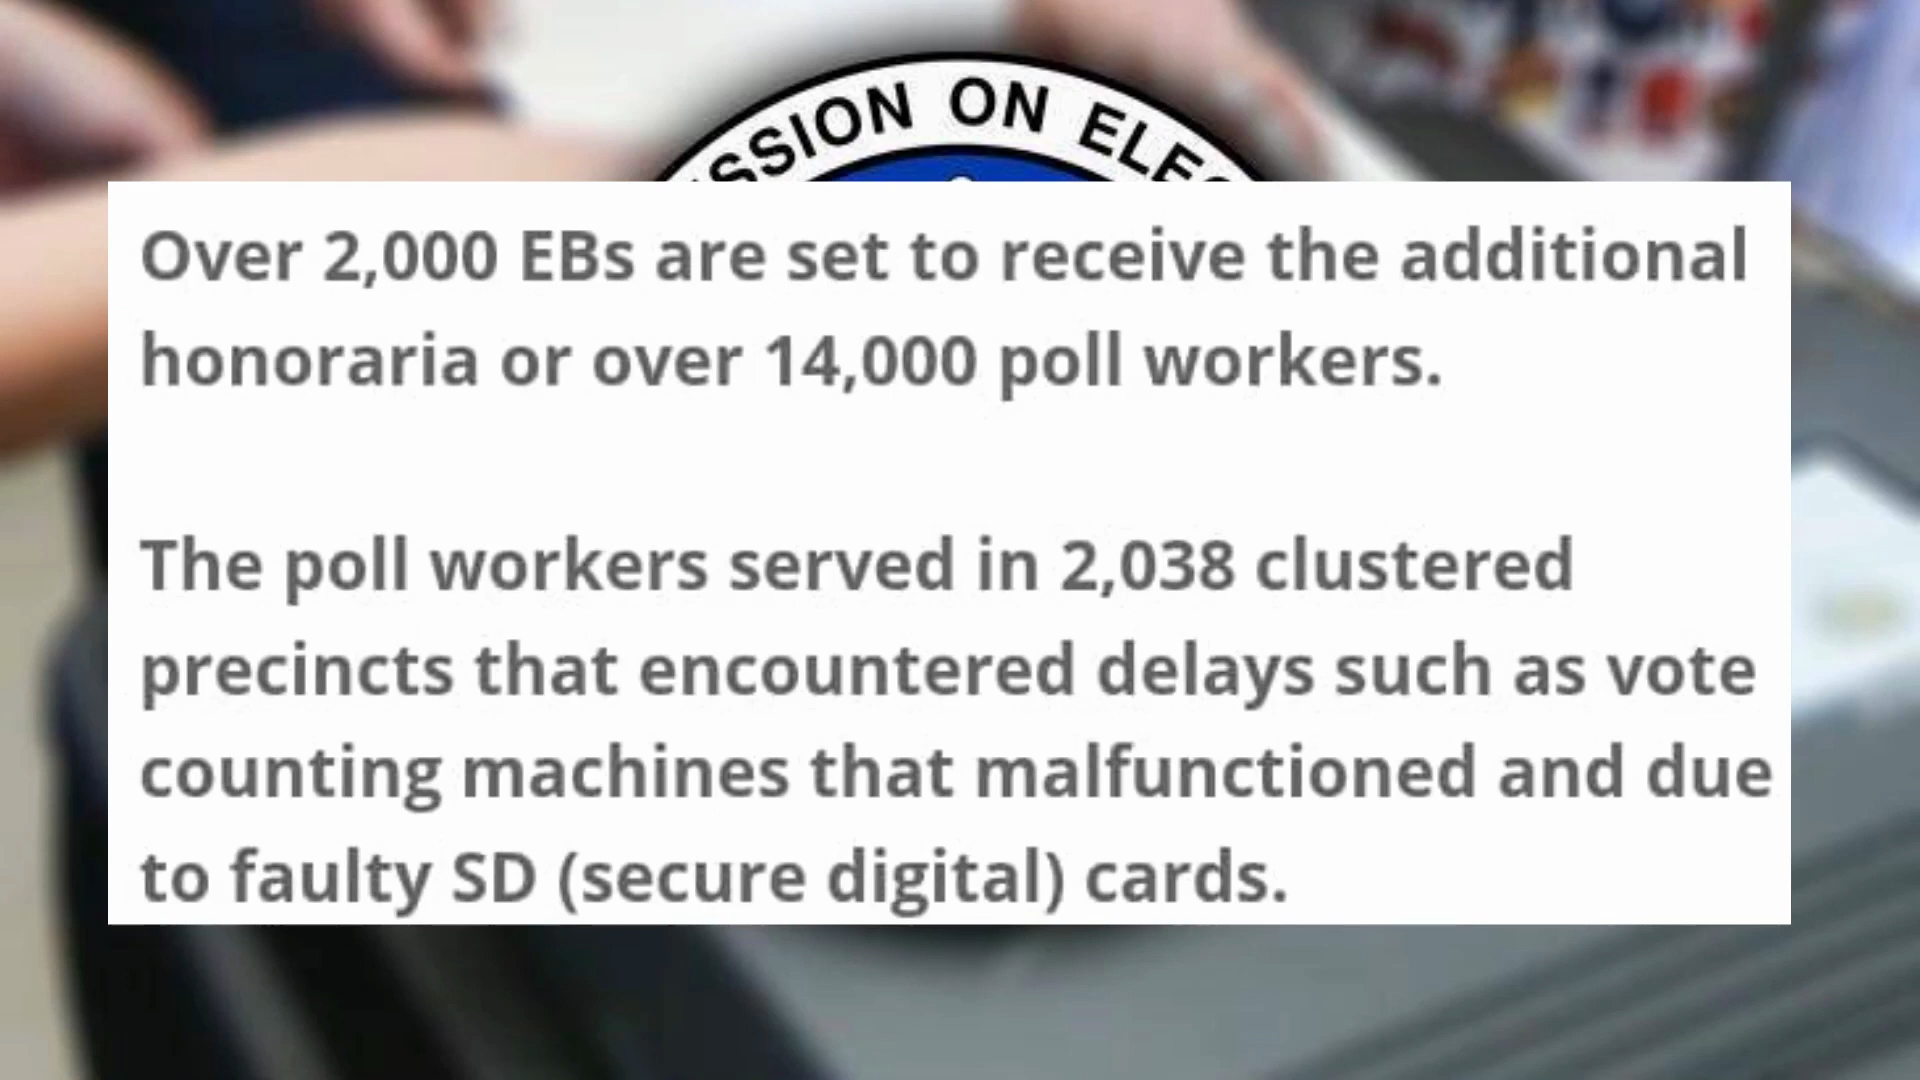 SSION ON ELEC
Over 2,000 EBs are set to receive the additional
honoraria or over 14,000 poll workers.
The poll workers served in 2,038 clustered
precincts that encountered delays such as vote
counting machines that malfunctioned and due
to faulty SD (secure digital) cards.